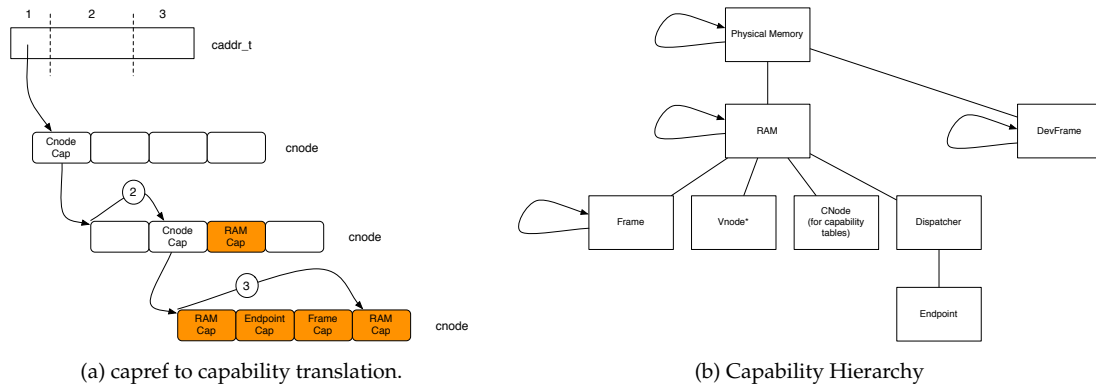 1 2 3
caddr_t
Cnode
Cap
cnode
2
Cnode
Cap
RAM
Cap
cnode
3
RAM
Cap
Endpoint
Cap
Frame
Cap
RAM
Cap
cnode
(a) capref to capability translation.
Physical Memory
RAM
DevFrame
Frame
Vnode*
CNode
(for capability
tables)
Dispatcher
Endpoint
(b) Capability Hierarchy